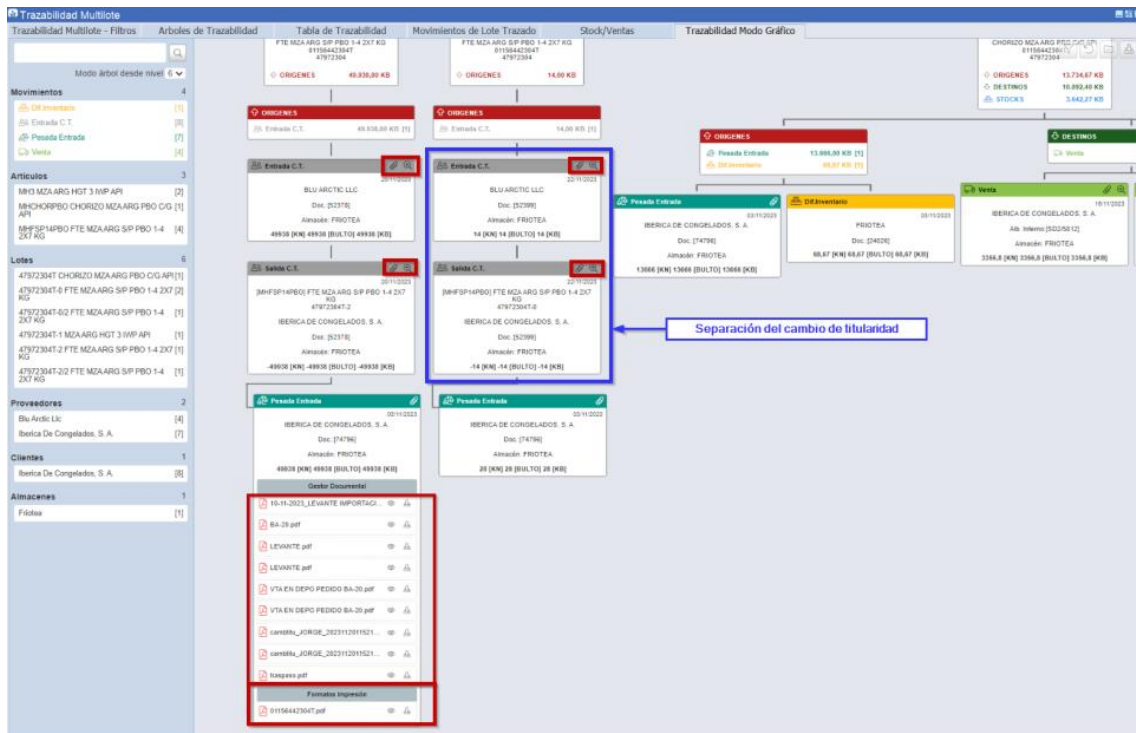 Trazabilidad Multilote
Trazabilidad Multilote - Filtros
Arboles de Trazabilidad
Tabla de Trazabilidad
Movimientos de Lote Trazado
Stock/Ventas
Trazabilidad Modo Gráfico
Modo árbol desde nivel 6
Movimientos 4
Dif.Inventario [1]
Entrada C.T. [8]
Pesada Entrada [7]
Venta [4]
Artículos 3
MH3 MZA ARG HGT 3 IWP API [2]
MHCHORPBO CHORIZO MZA ARG PBO C/G [1]
API
MHFSP14PBO FTE MZA ARG S/P PBO 1-4 [4]
2X7 KG
Lotes 6
47972304T CHORIZO MZA ARG PBO C/G API [1]
47972304T-0 FTE MZA ARG S/P PBO 1-4 2X7 [2]
KG
47972304T-0/2 FTE MZA ARG S/P PBO 1-4 [1]
2X7 KG
47972304T-1 MZA ARG HGT 3 IWP API [1]
47972304T-2 FTE MZA ARG S/P PBO 1-4 2X7 [1]
KG
47972304T-2/2 FTE MZA ARG S/P PBO 1-4 [1]
2X7 KG
Proveedores 2
Blu Arctic Llc [4]
Iberica De Congelados, S. A. [7]
Clientes 1
Iberica De Congelados, S. A. [8]
Almacenes 1
Friotea [1]
FTE MZA ARG S/P PBO 1-4 2X7 KG
01156442304T
47972304
ORIGENES 49.938,00 KB
ORIGENES
Entrada C.T. 49.938,00 KB [1]
Entrada C.T.
20/11/2023
BLU ARCTIC LLC
Doc. [52378]
Almacén: FRIOTEA
49938 [KN] 49938 [BULTO] 49938 [KB]
Salida C.T.
20/11/2023
[MHFSP14PBO] FTE MZA ARG S/P PBO 1-4 2X7
KG
47972304T-2
IBERICA DE CONGELADOS, S. A.
Doc. [52378]
Almacén: FRIOTEA
-49938 [KN] -49938 [BULTO] -49938 [KB]
Pesada Entrada
03/11/2023
IBERICA DE CONGELADOS, S. A.
Doc. [74796]
Almacén: FRIOTEA
49938 [KN] 49938 [BULTO] 49938 [KB]
Gestor Documental
10-11-2023_LEVANTE IMPORTACI...
BA-20.pdf
LEVANTE.pdf
LEVANTE.pdf
VTA EN DEPO PEDIDO BA-20.pdf
VTA EN DEPO PEDIDO BA-20.pdf
cambtitu_JORGE_2023112011521...
cambtitu_JORGE_2023112011521...
traspaso.pdf
Formatos Impresión
01156442304T.pdf
FTE MZA ARG S/P PBO 1-4 2X7 KG
01156442304T
47972304
ORIGENES 14,00 KB
ORIGENES
Entrada C.T. 14,00 KB [1]
Entrada C.T.
22/11/2023
BLU ARCTIC LLC
Doc. [52399]
Almacén: FRIOTEA
14 [KN] 14 [BULTO] 14 [KB]
Salida C.T.
22/11/2023
[MHFSP14PBO] FTE MZA ARG S/P PBO 1-4 2X7
KG
47972304T-0
IBERICA DE CONGELADOS, S. A.
Doc. [52399]
Almacén: FRIOTEA
-14 [KN] -14 [BULTO] -14 [KB]
Pesada Entrada
03/11/2023
IBERICA DE CONGELADOS, S. A.
Doc. [74796]
Almacén: FRIOTEA
28 [KN] 28 [BULTO] 28 [KB]
Separación del cambio de titularidad
CHORIZO MZA ARG PBO C/G API
01156442304T
47972304
ORIGENES 13.734,67 KB
DESTINOS 10.092,40 KB
STOCKS 3.642,27 KB
ORIGENES
Pesada Entrada 13.666,00 KB [1]
Dif.Inventario 68,67 KB [1]
DESTINOS
Venta
Pesada Entrada
03/11/2023
IBERICA DE CONGELADOS, S. A.
Doc. [74796]
Almacén: FRIOTEA
13666 [KN] 13666 [BULTO] 13666 [KB]
Dif.Inventario
03/11/2023
FRIOTEA
Doc. [24026]
Almacén: FRIOTEA
68,67 [KN] 68,67 [BULTO] 68,67 [KB]
Venta
IBERICA DE CONGELADOS, S. A.
Alb. Interno [SD2/5812]
Almacén: FRIOTEA
3356,8 [KN] 3356,8 [BULTO] 3356,8 [KB]